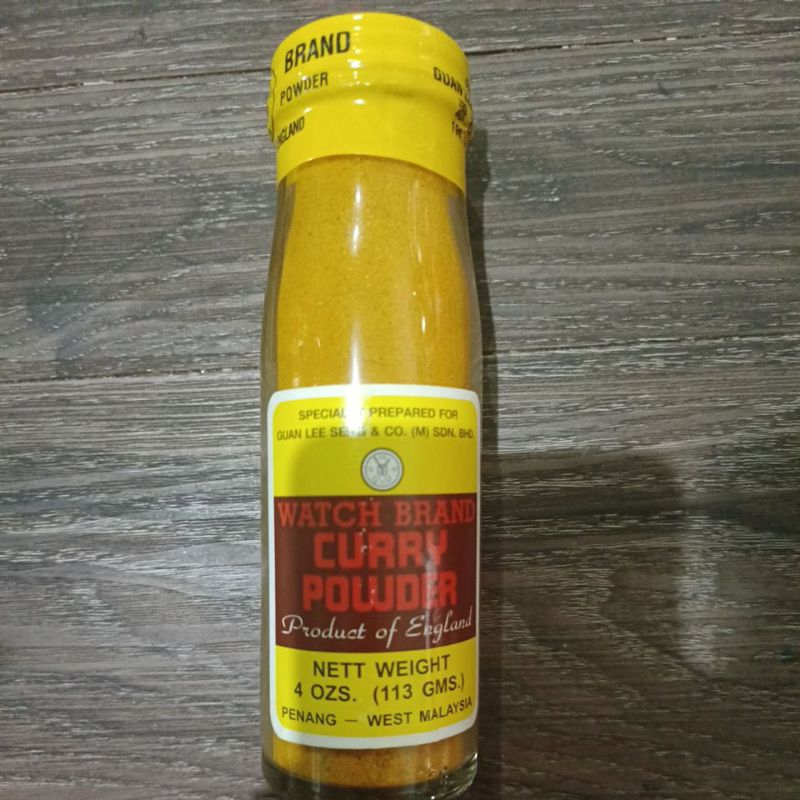 BRAND
POWDER
SPECIALLY PREPARED FOR
GUAN LEE SENG & CO. (M) SDN. BHD.
WATCH BRAND
CURRY
POWDER
Product of England
NETT WEIGHT
4 OZS. (113 GMS.)
PENANG — WEST MALAYSIA